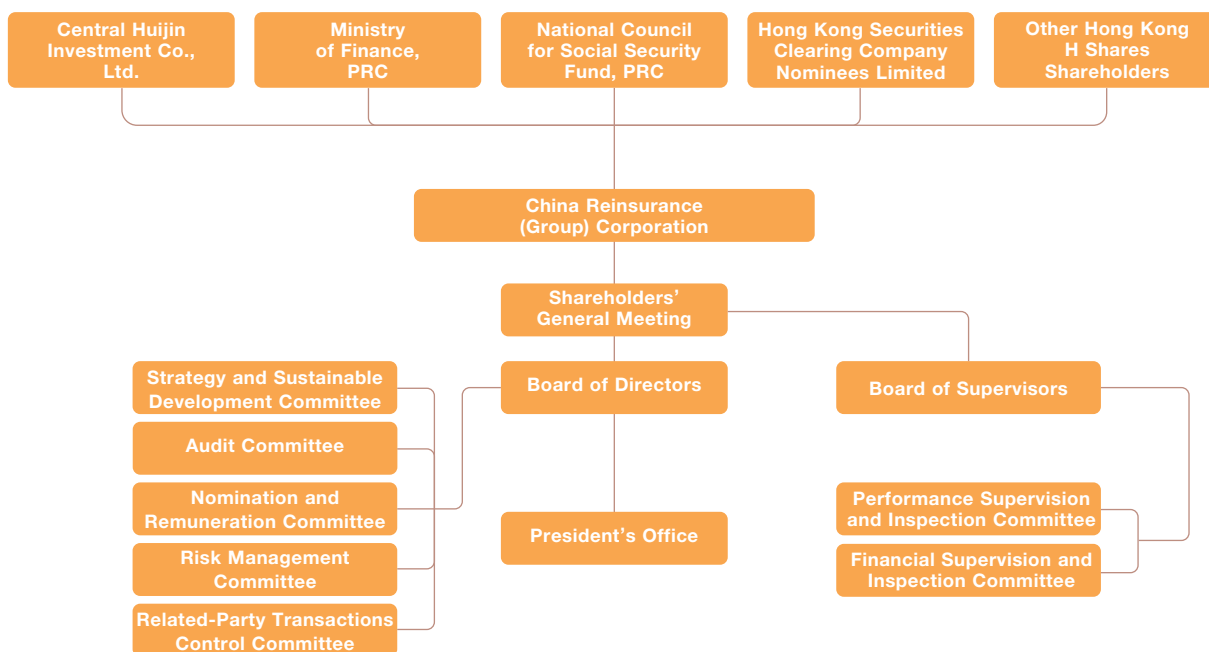 Central Huijin
Investment Co.,
Ltd.
Ministry
of Finance,
PRC
National Council
for Social Security
Fund, PRC
Hong Kong Securities
Clearing Company
Nominees Limited
Other Hong Kong
H Shares
Shareholders
China Reinsurance
(Group) Corporation
Shareholders’
General Meeting
Strategy and Sustainable
Development Committee
Board of Directors
Board of Supervisors
Audit Committee
Nomination and
Remuneration Committee
Performance Supervision
and Inspection Committee
President’s Office
Risk Management
Committee
Financial Supervision and
Inspection Committee
Related-Party Transactions
Control Committee